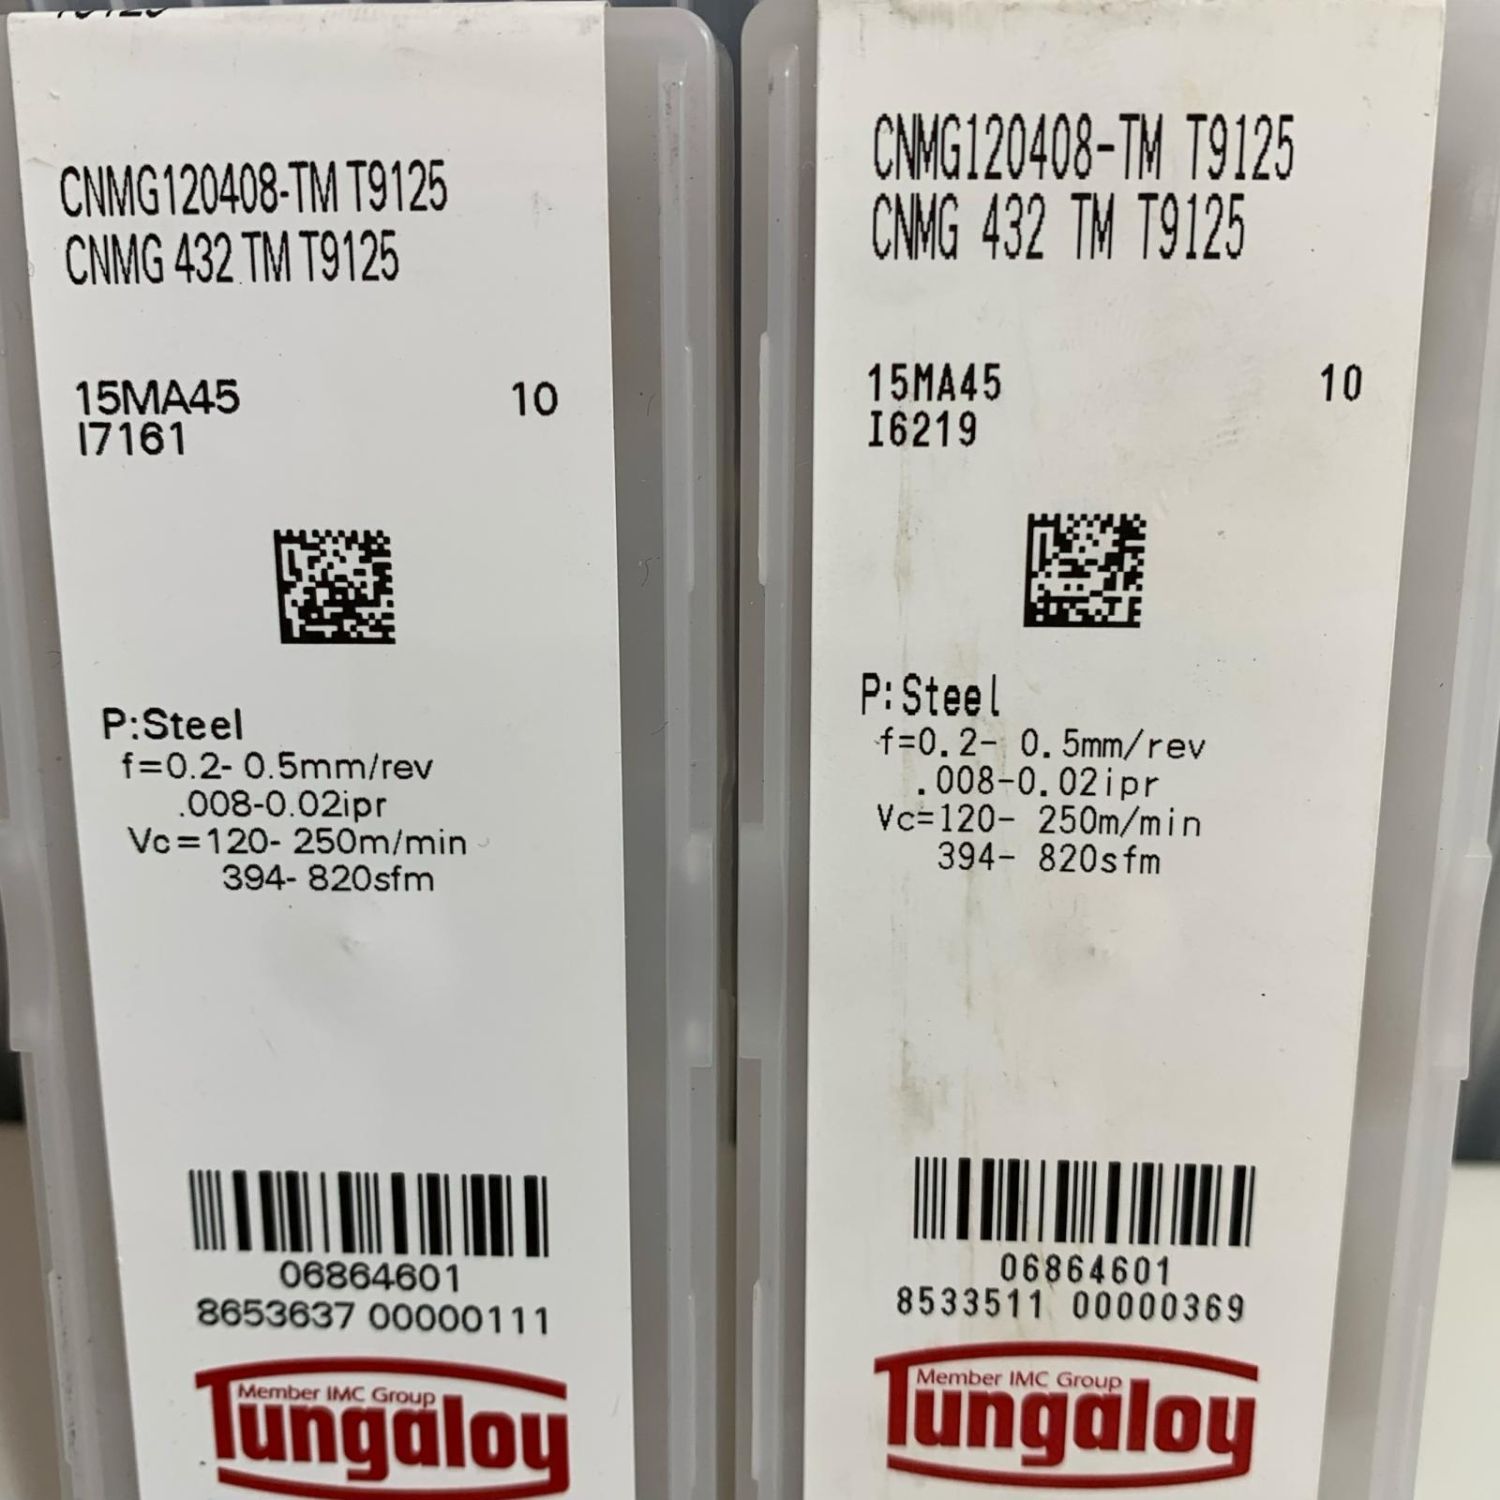 CNMG120408-TM T9125
CNMG 432 TM T9125
15MA45 10
I7161
P:Steel
f=0.2- 0.5mm/rev
.008-0.02ipr
Vc=120- 250m/min
394- 820sfm
06864601
8653637 00000111
Member IMC Group
Tungaloy
CNMG120408-TM T9125
CNMG 432 TM T9125
15MA45 10
I6219
P:Steel
f=0.2- 0.5mm/rev
.008-0.02ipr
Vc=120- 250m/min
394- 820sfm
06864601
8533511 00000369
Member IMC Group
Tungaloy